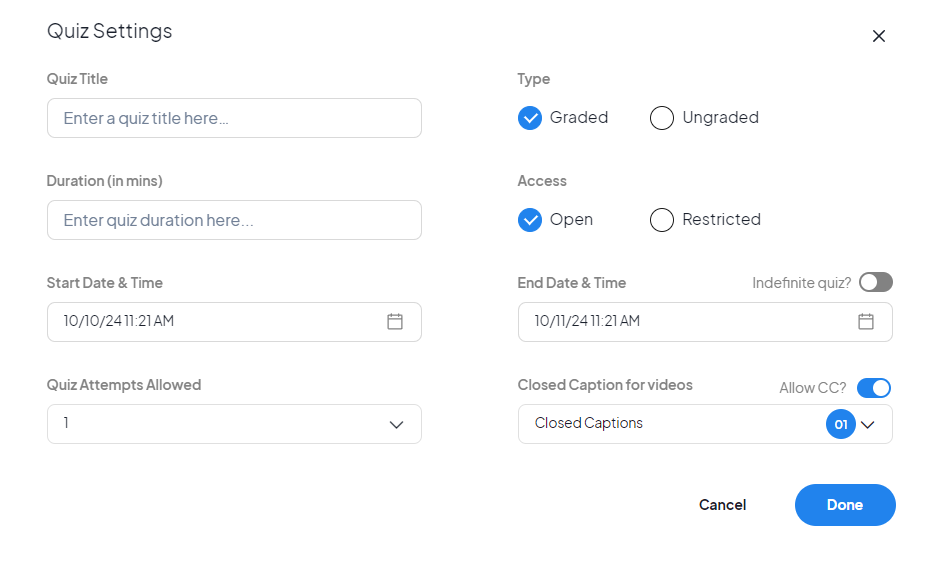 Quiz Settings
Quiz Title
Type
Enter a quiz title here...
Graded
Ungraded
Duration (in mins)
Access
Enter quiz duration here...
Open
Restricted
Start Date & Time
End Date & Time
Indefinite quiz?
10/10/24 11:21 AM
10/11/24 11:21 AM
Quiz Attempts Allowed
Closed Caption for videos
Allow CC?
1
Closed Captions
01
Cancel
Done